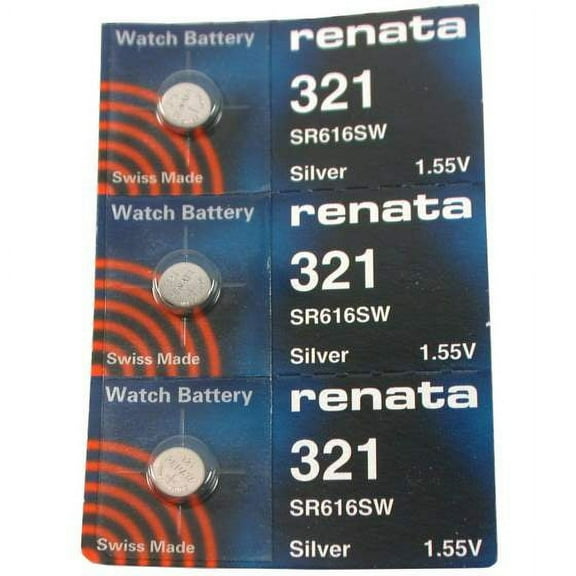 Watch Battery
renata
321
SR616SW
Silver 1.55V
Swiss Made
Watch Battery
renata
321
SR616SW
Silver 1.55V
Swiss Made
Watch Battery
renata
321
SR616SW
Silver 1.55V
Swiss Made